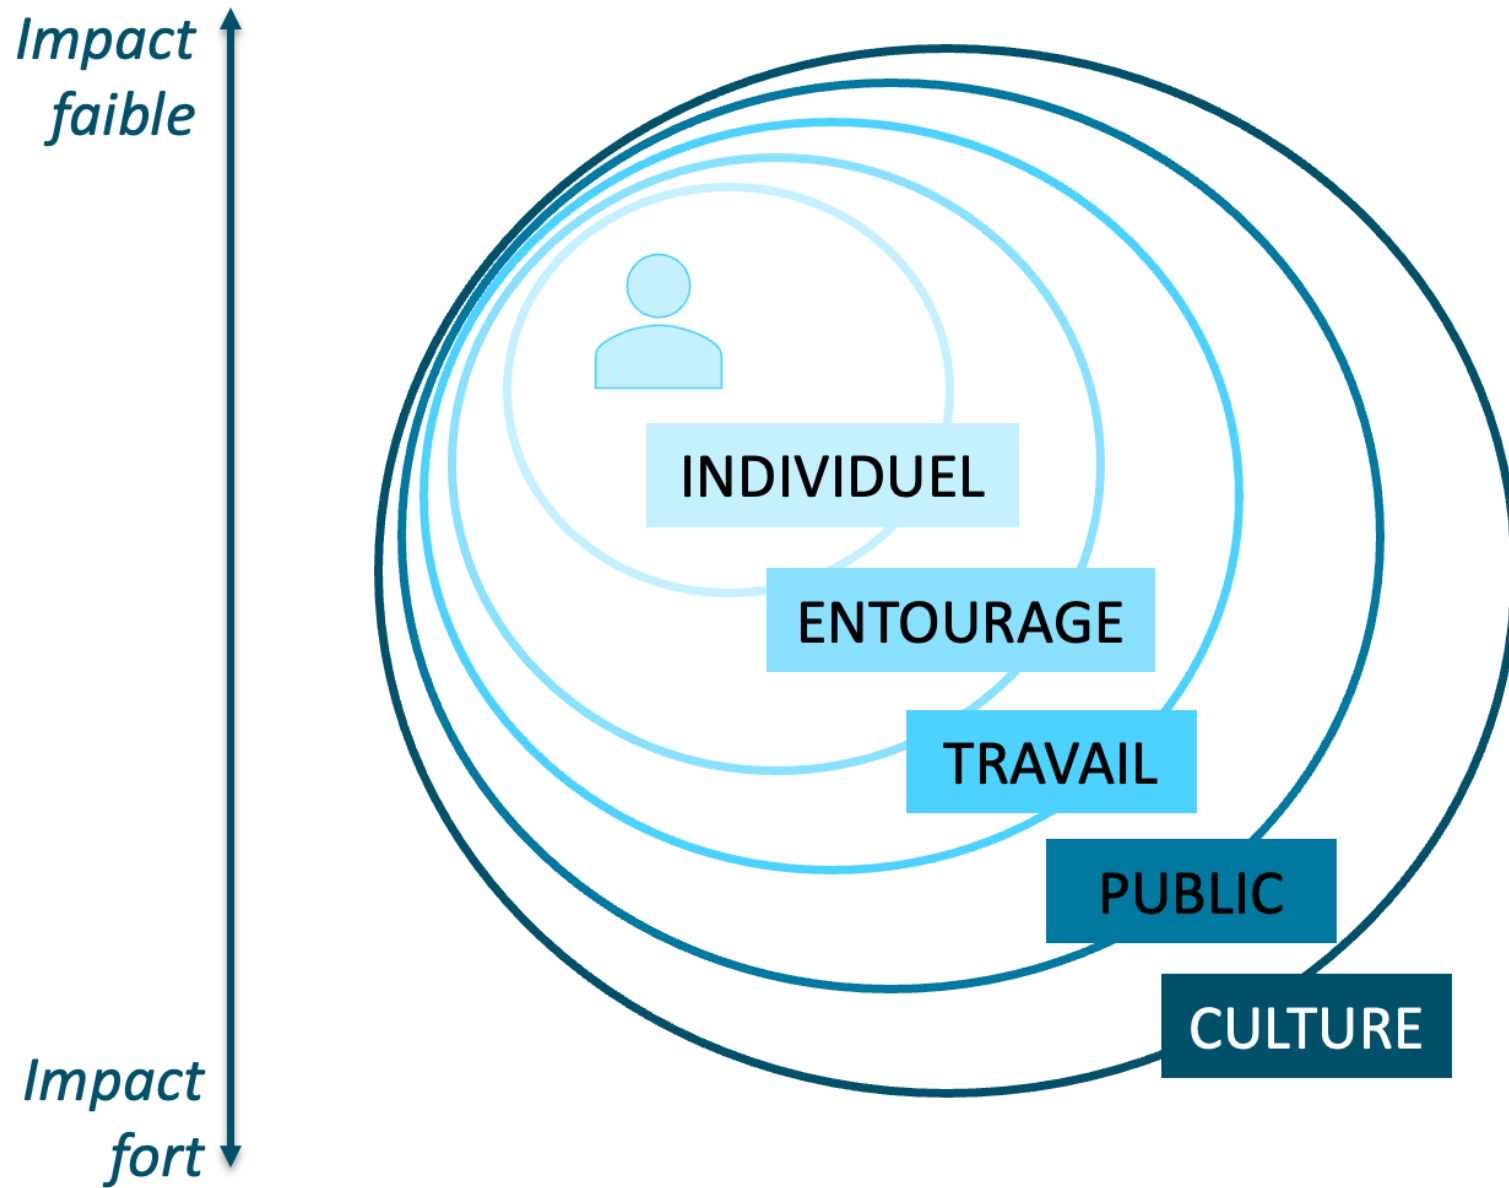 Impact
faible
INDIVIDUEL
ENTOURAGE
TRAVAIL
PUBLIC
CULTURE
Impact
fort